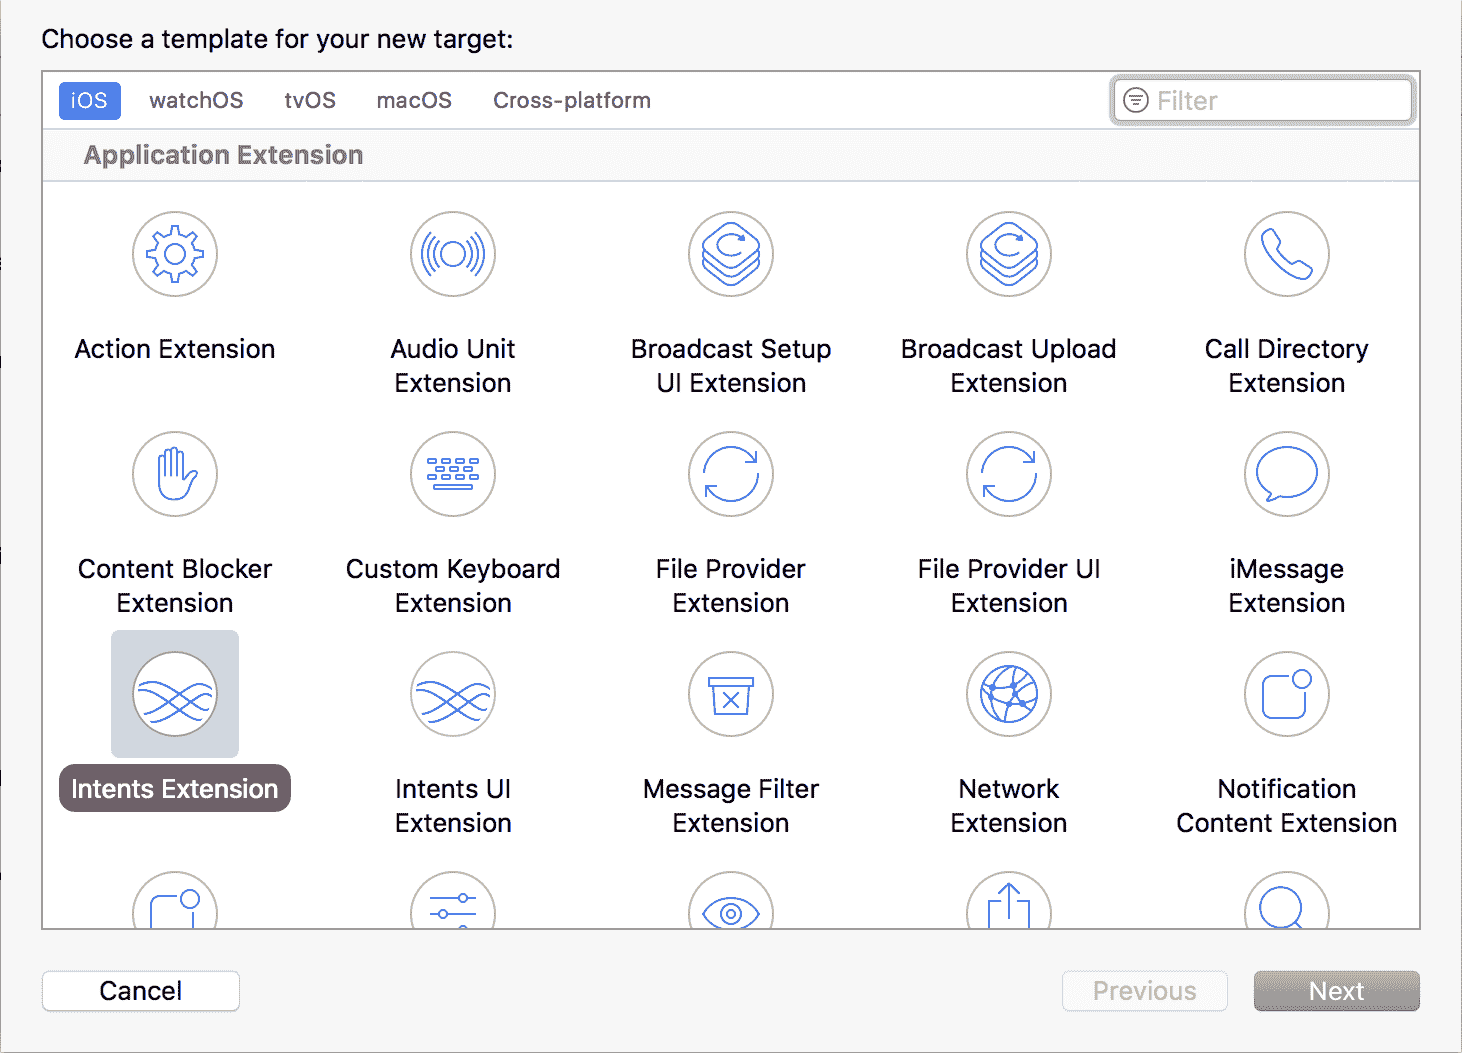 Choose a template for your new target:
iOS watchOS tvOS macOS Cross-platform Filter
Application Extension
Action Extension
Audio Unit
Extension
Broadcast Setup
UI Extension
Broadcast Upload
Extension
Call Directory
Extension
Content Blocker
Extension
Custom Keyboard
Extension
File Provider
Extension
File Provider UI
Extension
iMessage
Extension
Intents Extension
Intents UI
Extension
Message Filter
Extension
Network
Extension
Notification
Content Extension
Cancel
Previous
Next